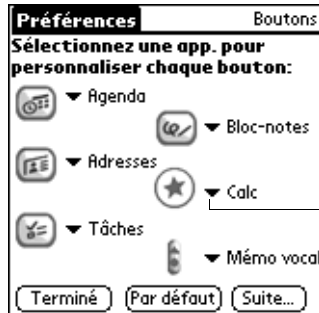 Préférences Boutons
Sélectionnez une app. pour
personnaliser chaque bouton:
Agenda
Bloc-notes
Adresses
Calc
Tâches
Mémo vocal
Terminé Par défaut Suite...